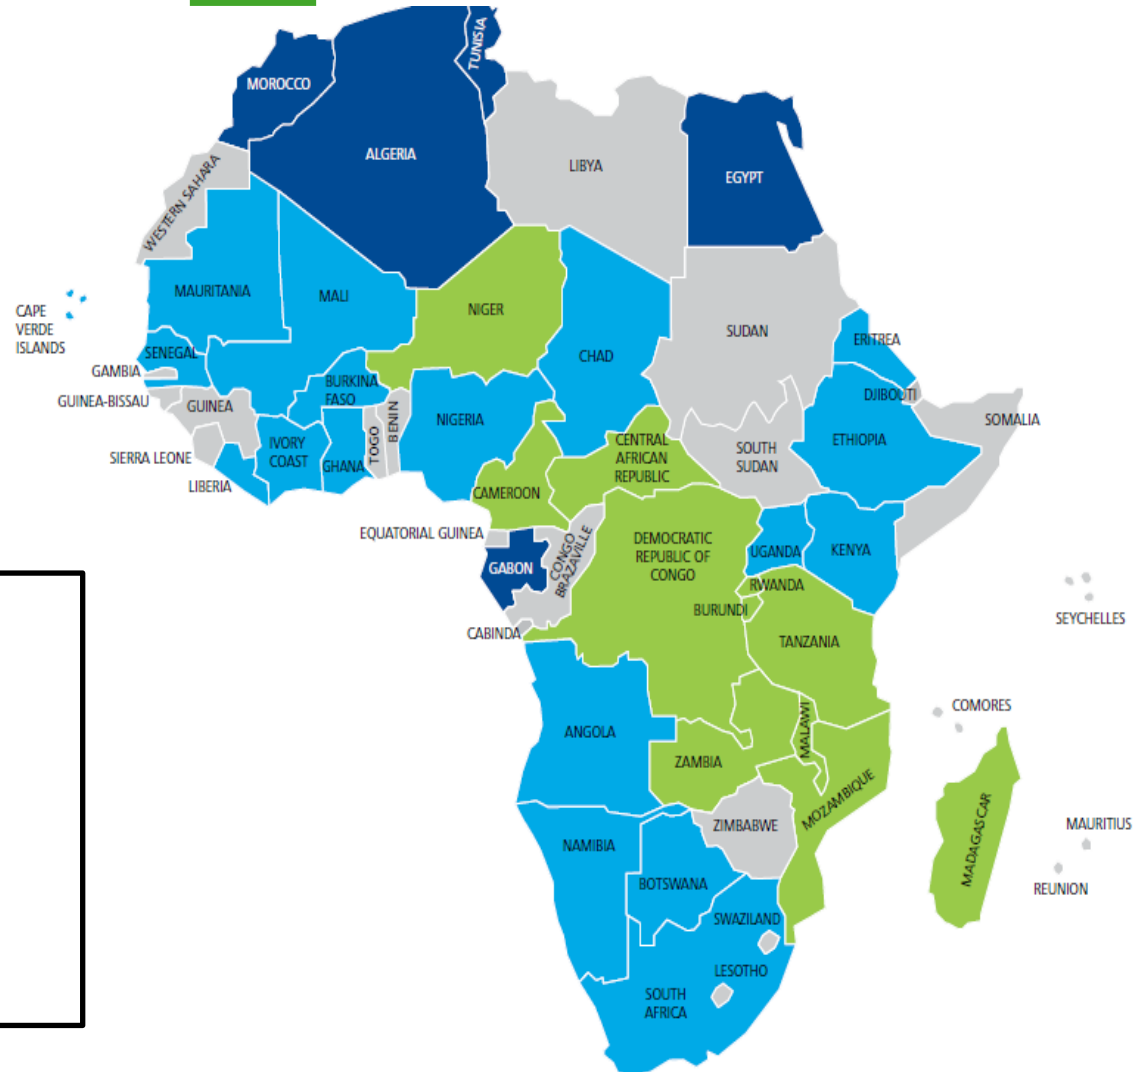 TUNISIA
MOROCCO
ALGERIA
LIBYA
EGYPT
WESTERN SAHARA
MAURITANIA
MALI
NIGER
CAPE
VERDE
ISLANDS
SUDAN
ERITREA
SENEGAL
CHAD
GAMBIA
BURKINA
FASO
DJIBOUTI
GUINEA-BISSAU
GUINEA
BENIN
NIGERIA
SOMALIA
TOGO
IVORY
COAST
CENTRAL
AFRICAN
REPUBLIC
SOUTH
SUDAN
ETHIOPIA
SIERRA LEONE
GHANA
LIBERIA
CAMEROON
EQUATORIAL GUINEA
DEMOCRATIC
REPUBLIC OF
CONGO
UGANDA
KENYA
GABON
CONGO
BRAZAVILLE
RWANDA
BURUNDI
SEYCHELLES
CABINDA
TANZANIA
COMORES
ANGOLA
MALAWI
ZAMBIA
MOZAMBIQUE
ZIMBABWE
MADAGASCAR
MAURITIUS
NAMIBIA
BOTSWANA
REUNION
SWAZILAND
LESOTHO
SOUTH
AFRICA